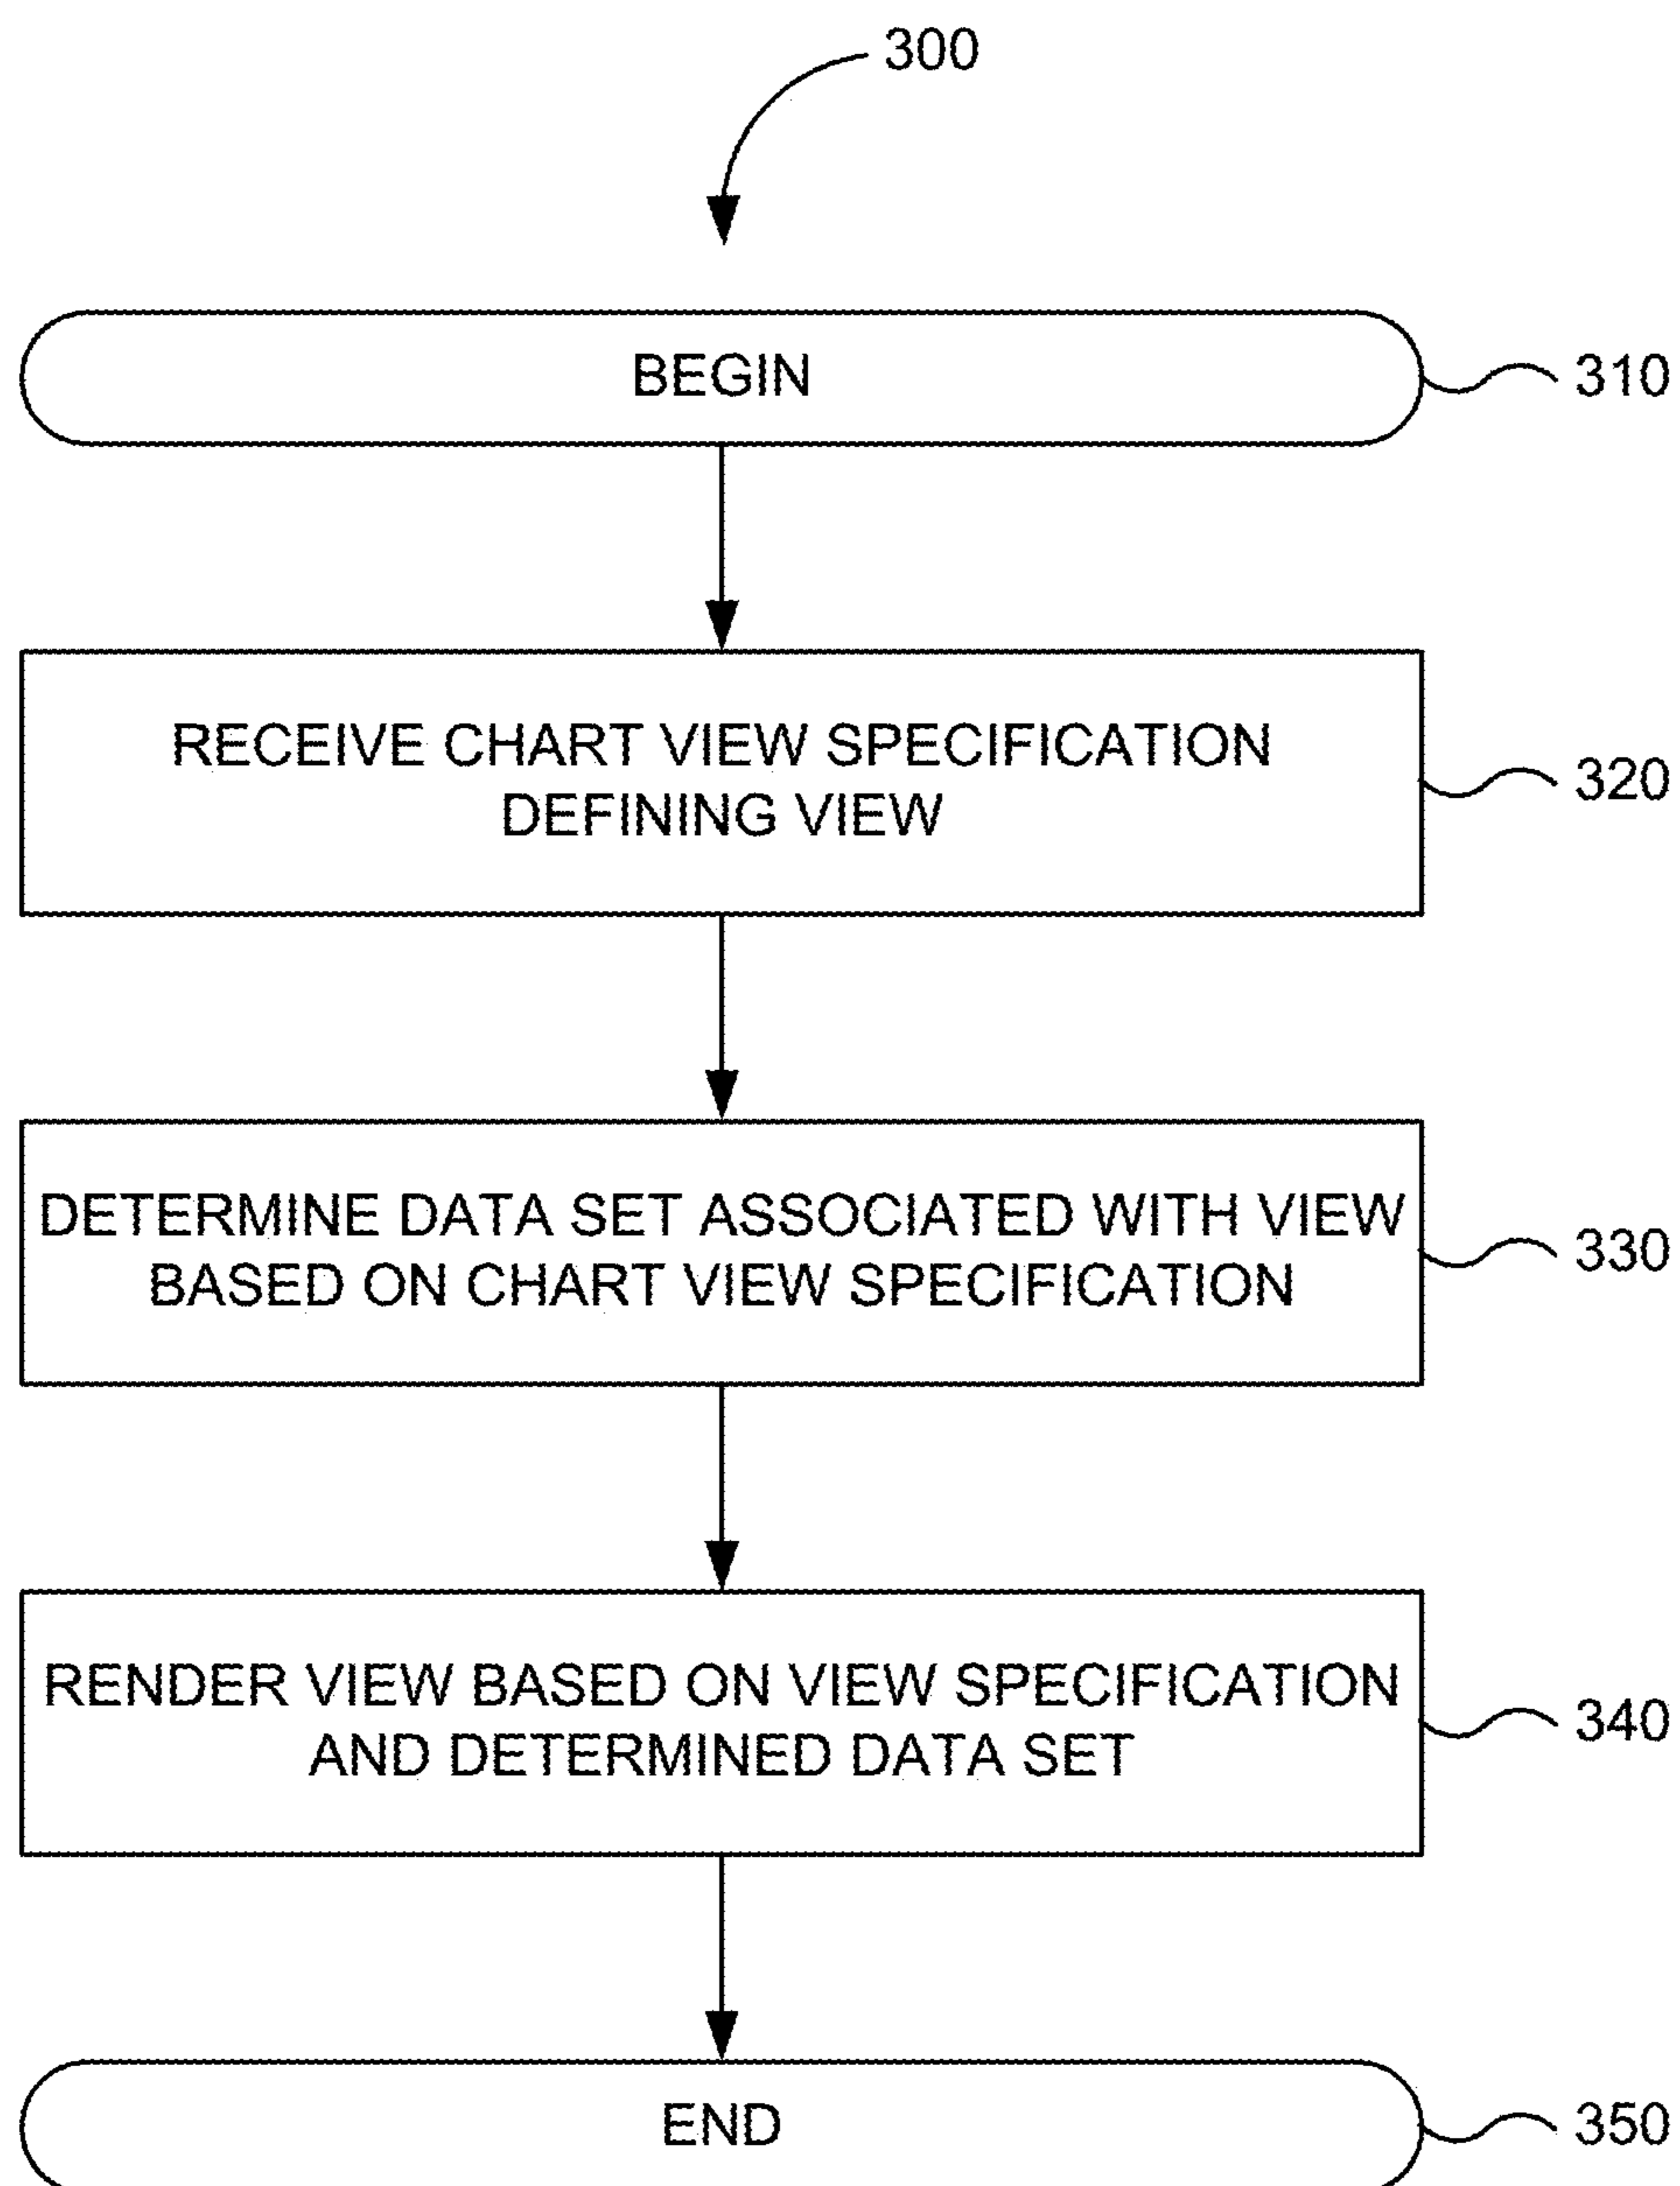 300
BEGIN
310
RECEIVE CHART VIEW SPECIFICATION
DEFINING VIEW
320
DETERMINE DATA SET ASSOCIATED WITH VIEW
BASED ON CHART VIEW SPECIFICATION
330
RENDER VIEW BASED ON VIEW SPECIFICATION
AND DETERMINED DATA SET
340
END
350